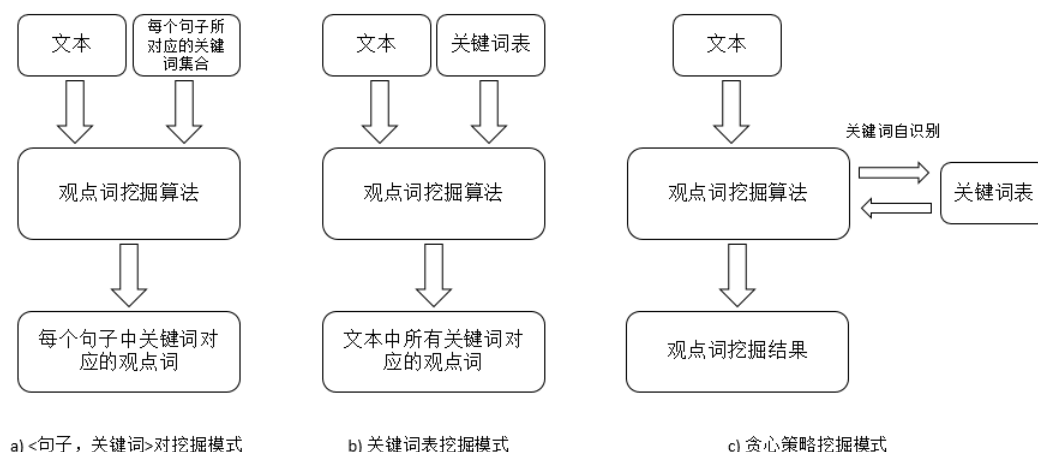 文本
每个句子所
对应的关键
词集合
观点词挖掘算法
每个句子中关键词对
应的观点词
a) <句子，关键词>对挖掘模式
文本
关键词表
观点词挖掘算法
文本中所有关键词对
应的观点词
b) 关键词表挖掘模式
文本
关键词自识别
观点词挖掘算法
关键词表
观点词挖掘结果
c) 贪心策略挖掘模式